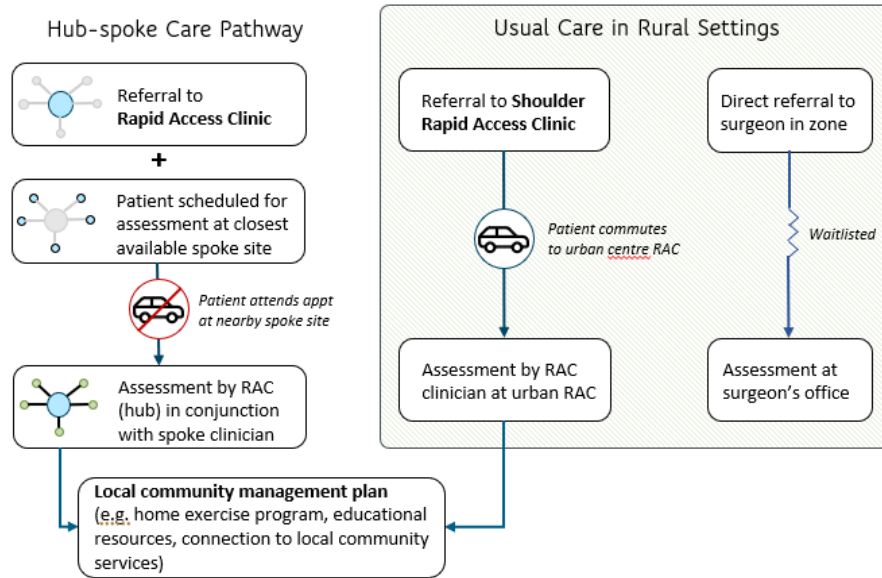 Hub-spoke Care Pathway
Referral to
Rapid Access Clinic
+
Patient scheduled for
assessment at closest
available spoke site
Patient attends appt
at nearby spoke site
Assessment by RAC
(hub) in conjunction
with spoke clinician
Usual Care in Rural Settings
Referral to Shoulder
Rapid Access Clinic
Patient commutes
to urban centre RAC
Assessment by RAC
clinician at urban RAC
Direct referral to
surgeon in zone
Waitlisted
Assessment at
surgeon's office
Local community management plan
(e.g. home exercise program, educational
resources, connection to local community
services)